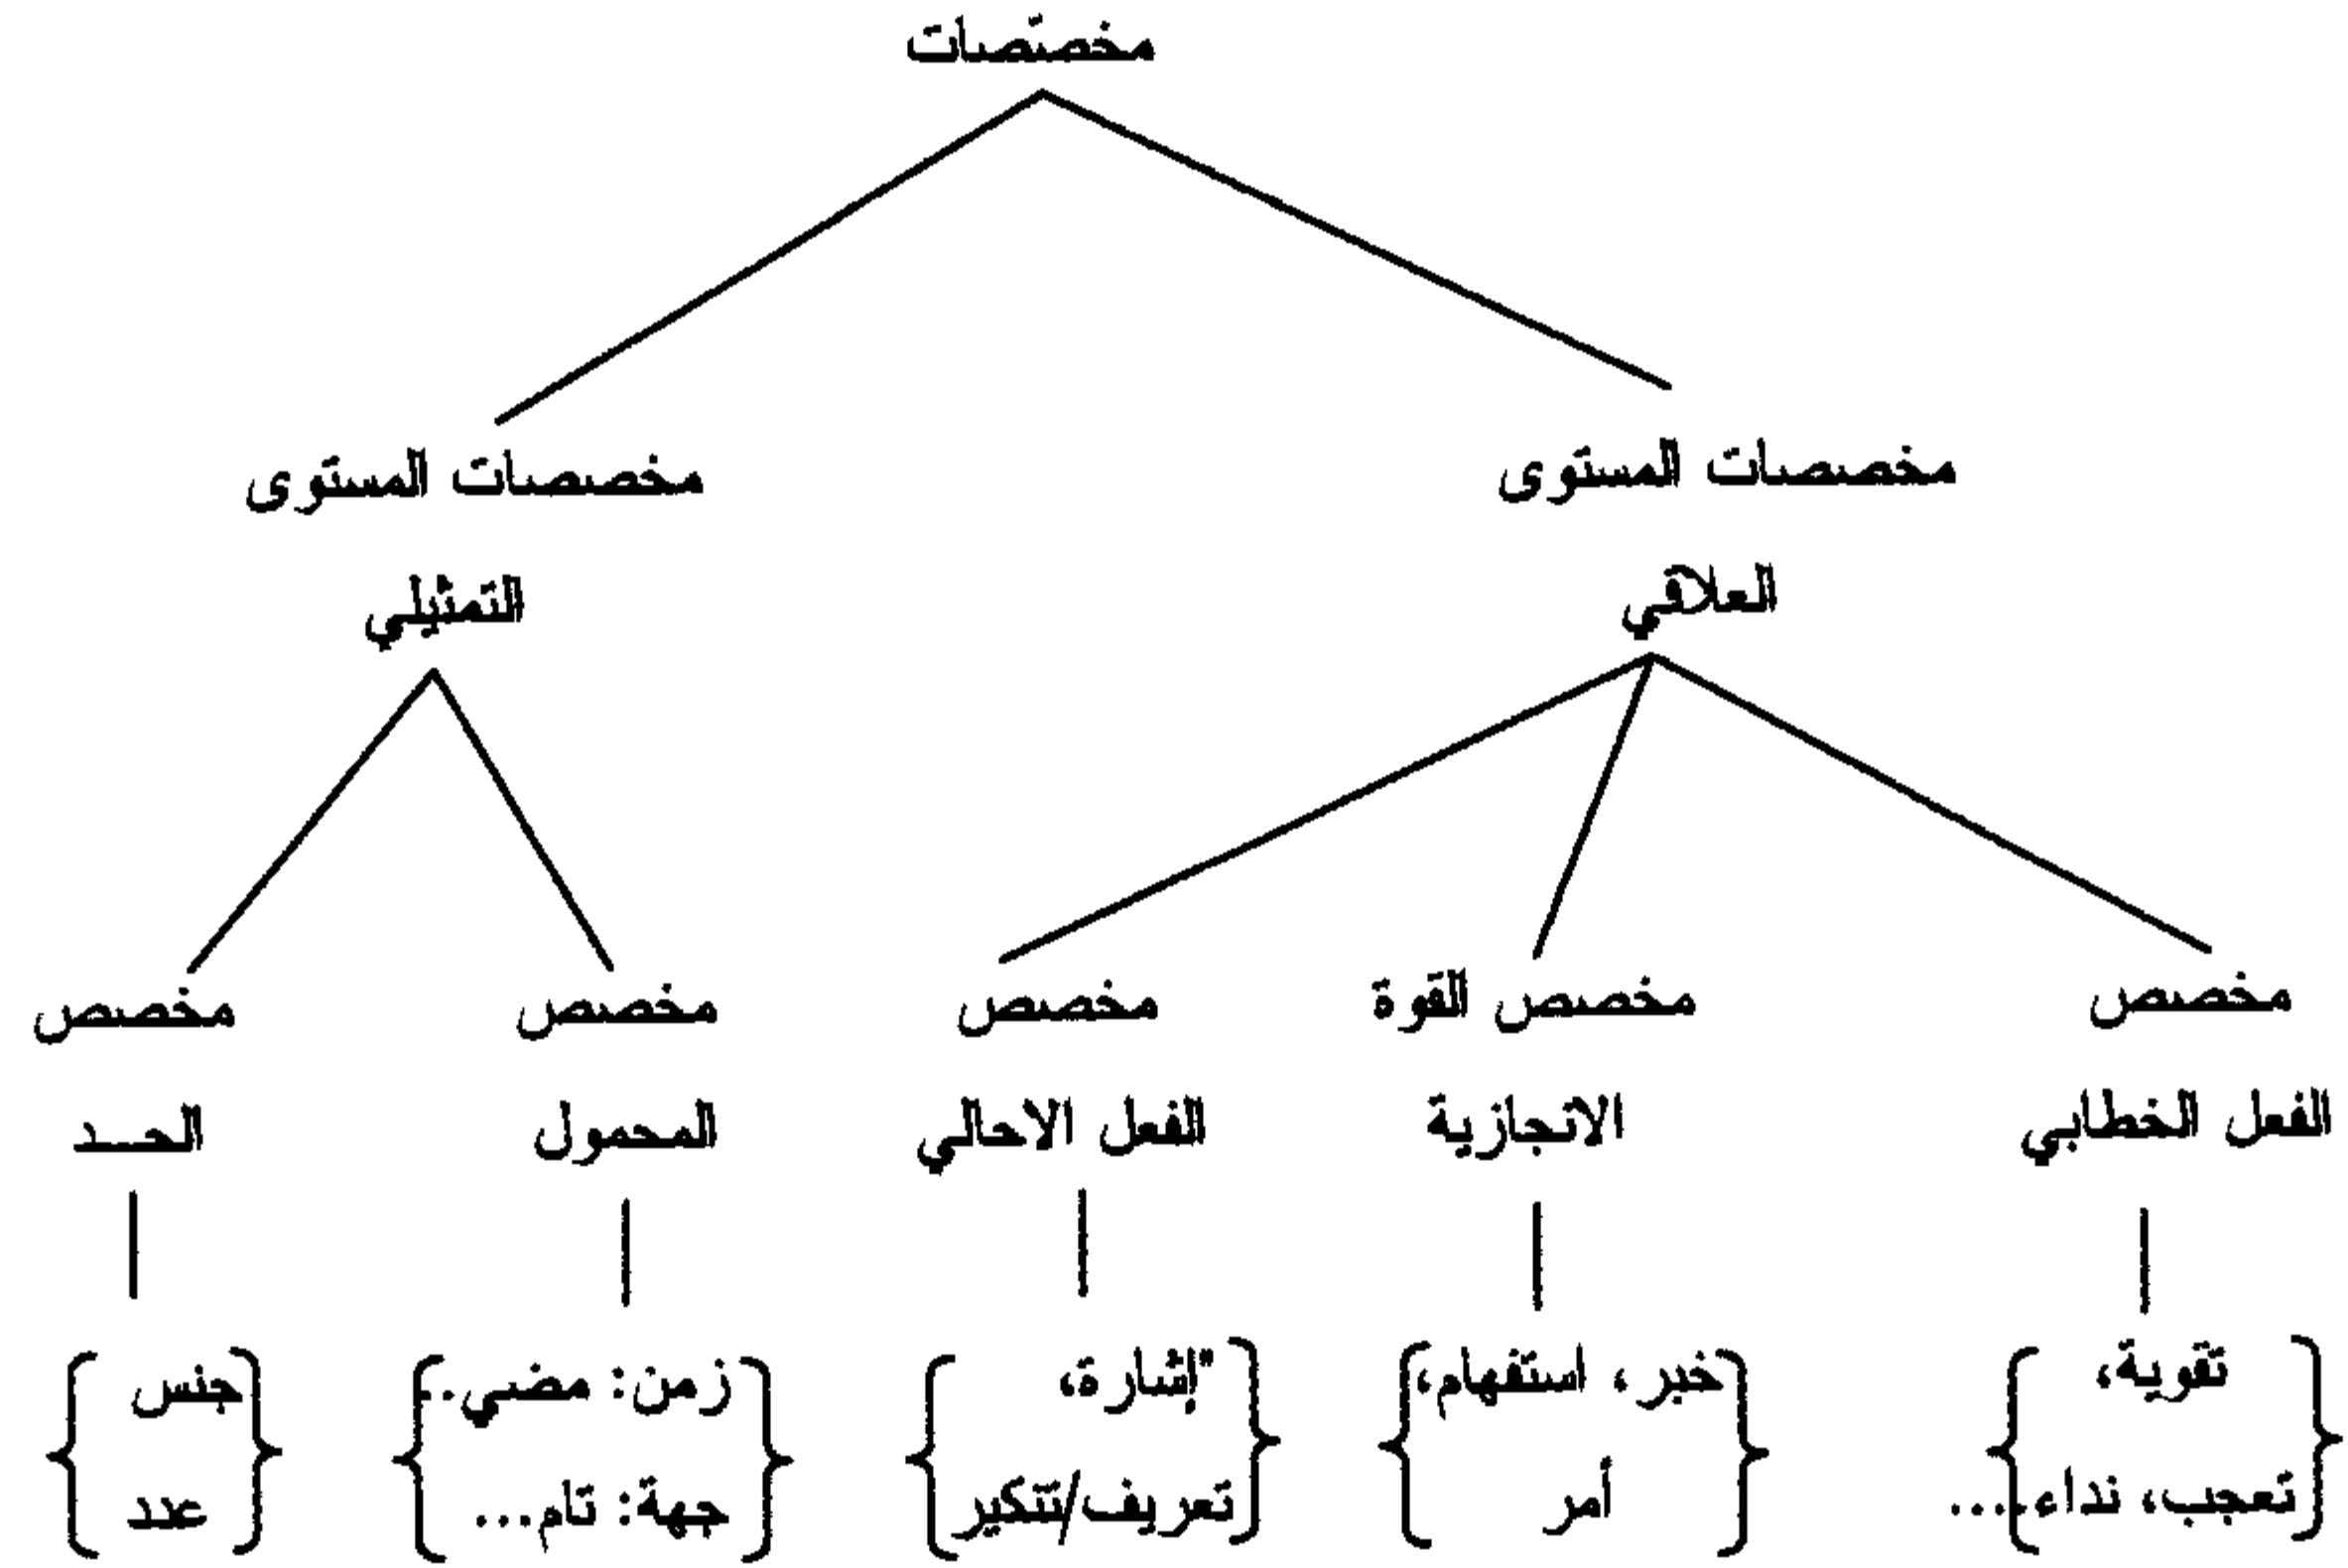 مخصّصات
مخصصات المستوى مخصصات المستوى
العلاقي التمثيلي
مخصص مخصص القوة مخصص مخصص مخصص
الفعل الخطابي الانجازية الفعل الاحالي المحمول الحـد
تقوية، خبر، استفهام، "إشارة، زمن: مضي.. جنس
تعجب، نداء.... أمر تعريف/تنكير جهة: تام... عدد